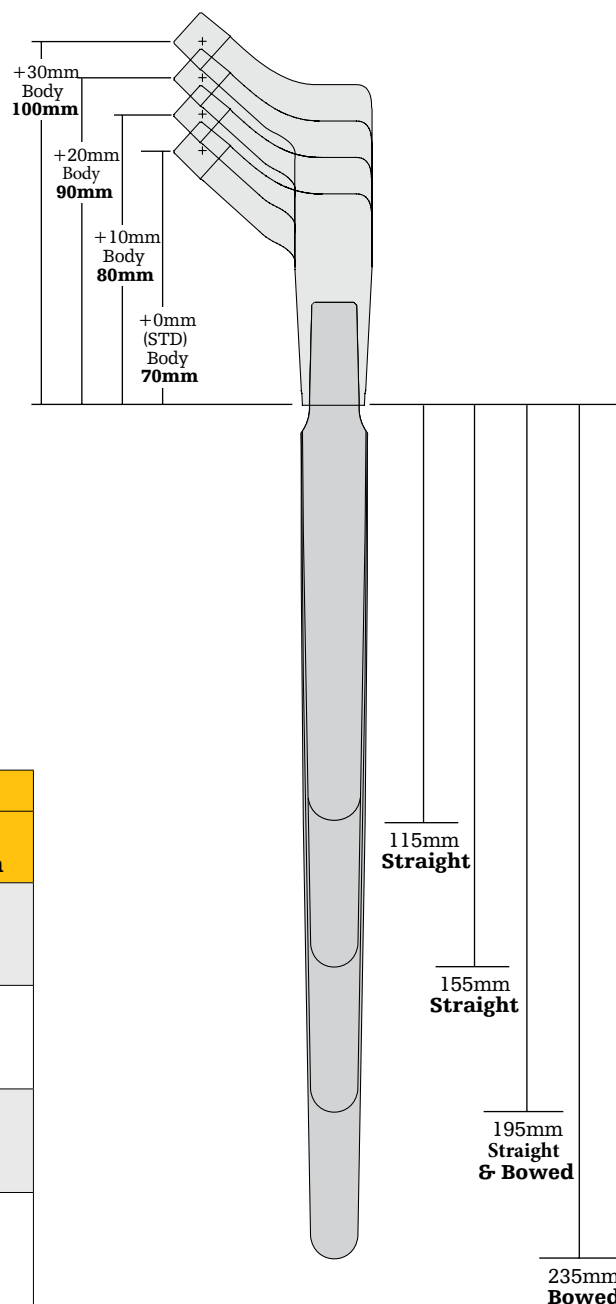 +30mm
Body
100mm
+20mm
Body
90mm
+10mm
Body
80mm
+0mm
(STD)
Body
70mm
115mm
Straight
155mm
Straight
195mm
Straight
& Bowed
235mm
Bowed